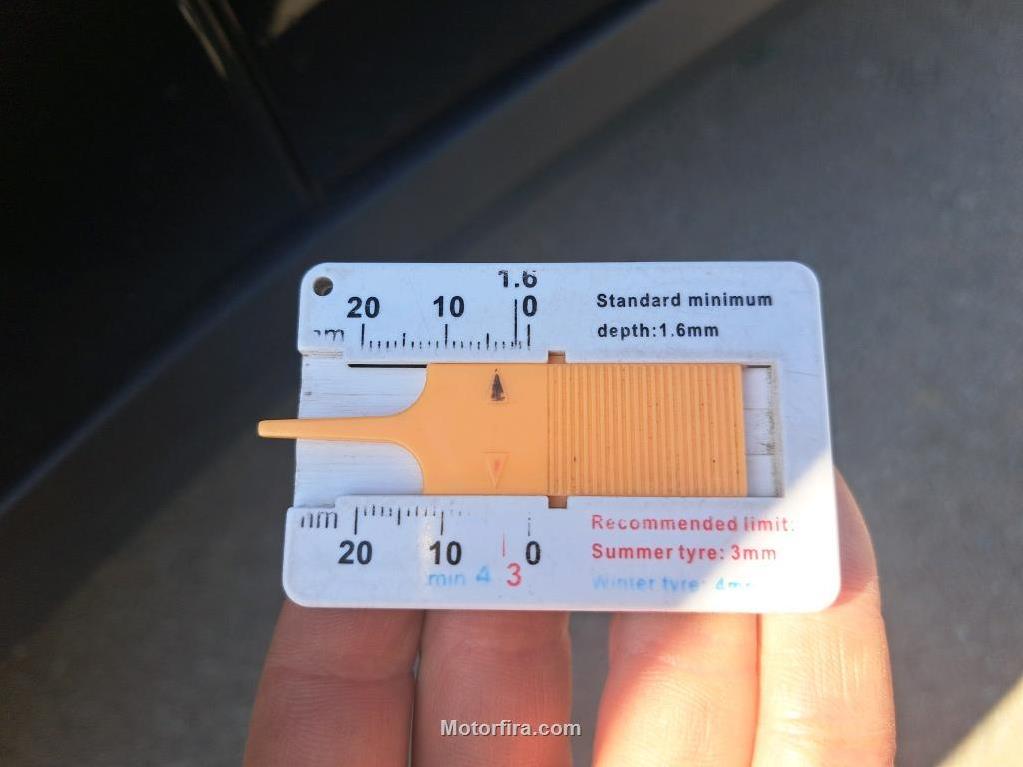 1.6
20 10 0
mm
Standard minimum
depth:1.6mm
mm
20 10 0
min 4 3
Recommended limit:
Summer tyre: 3mm
Winter tyre: 4mm
Motorfira.com